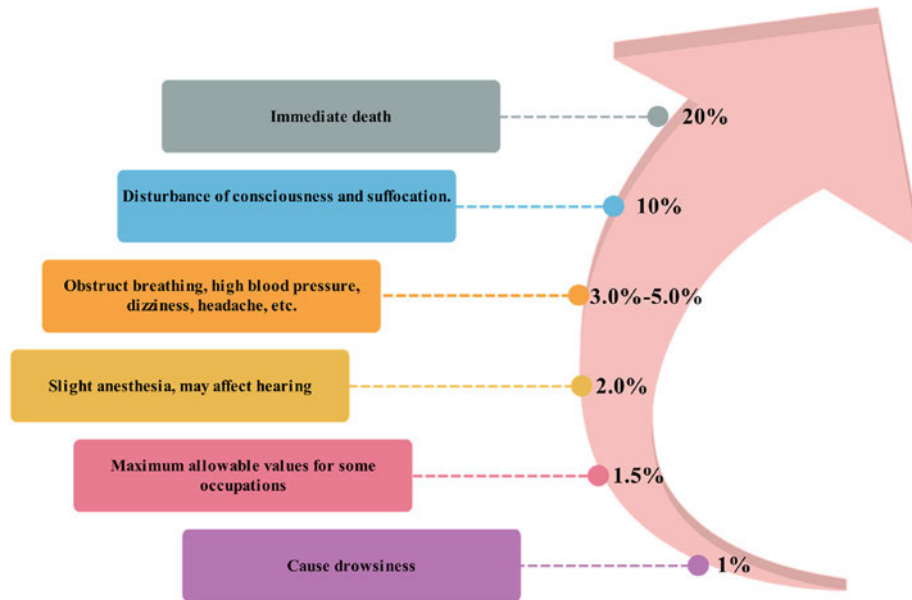 Immediate death
20%
Disturbance of consciousness and suffocation.
10%
Obstruct breathing, high blood pressure,
dizziness, headache, etc.
3.0%-5.0%
Slight anesthesia, may affect hearing
2.0%
Maximum allowable values for some
occupations
1.5%
Cause drowsiness
1%